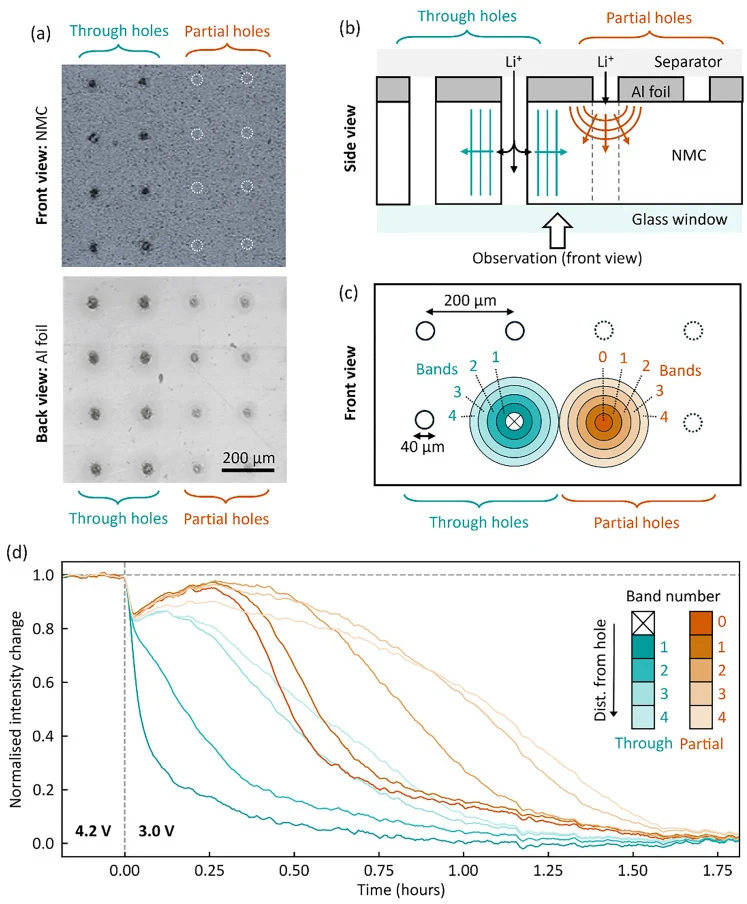 (a)
Through holes
Partial holes
Front view: NMC
Back view: Al foil
200 µm
Through holes
Partial holes
(b)
Through holes
Partial holes
Li⁺
Li⁺
Separator
Al foil
Side view
NMC
Glass window
Observation (front view)
(c)
Front view
200 µm
Bands
1
2
3
4
0
1
2
Bands
3
4
40 µm
Through holes
Partial holes
(d)
Normalised intensity change
1.0
0.8
0.6
0.4
0.2
0.0
4.2 V
3.0 V
Band number
Dist. from hole
0
1
1
2
2
3
3
4
4
Through
Partial
0.00
0.25
0.50
0.75
1.00
1.25
1.50
1.75
Time (hours)